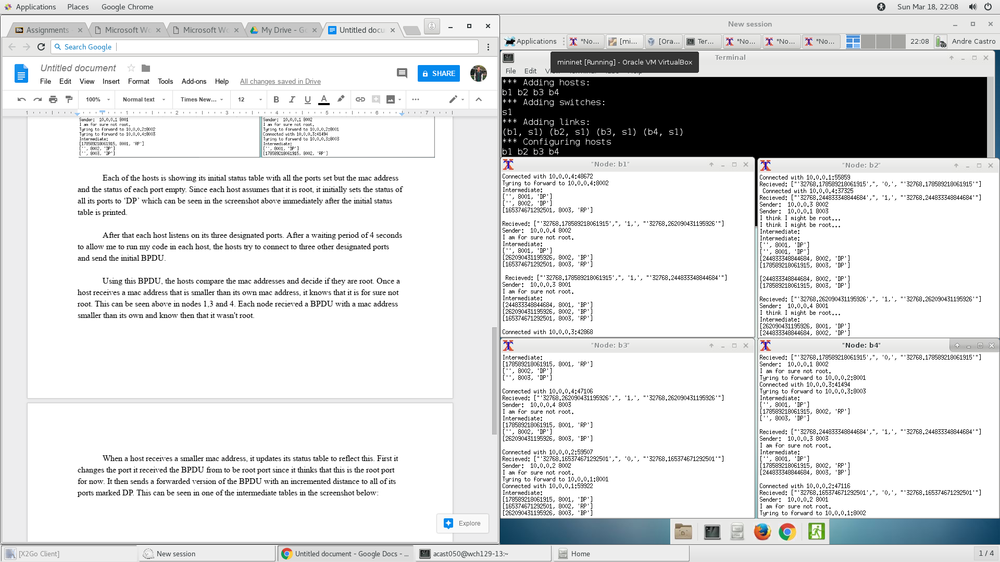 Applications Places Google Chrome Sun Mar 18, 22:08
Assignments Microsoft Wo Microsoft Wo My Drive - Go Untitled docu
Search Google
Untitled document
File Edit View Insert Format Tools Add-ons Help All changes saved in Drive
SHARE
100% Normal text Times New... 12
1 1 2 3 4 5 6 7
Sender: 10.0.0.1 8001
I am for sure not root.
Tyring to forward to 10.0.0.2:8002
Tyring to forward to 10.0.0.4:8003
Intermediate:
[178589218061915, 8001, 'RP']
['', 8002, 'DP']
['', 8003, 'DP']
Sender: 10.0.0.1 8002
I am for sure not root.
Tyring to forward to 10.0.0.2:8001
Connected with 10.0.0.3:41494
Tyring to forward to 10.0.0.3:8003
Intermediate:
['', 8001, 'DP']
[178589218061915, 8002, 'RP']
Each of the hosts is showing its initial status table with all the ports set but the mac address
and the status of each port empty. Since each host assumes that it is root, it initially sets the status of
all its ports to ‘DP’ which can be seen in the screenshot above immediately after the initial status
table is printed.
After that each host listens on its three designated ports. After a waiting period of 4 seconds
to allow me to run my code in each host, the hosts try to connect to three other designated ports
and send the initial BPDU.
Using this BPDU, the hosts compare the mac addresses and decide if they are root. Once a
host receives a mac address that is smaller than its own mac address, it knows that it is for sure not
root. This can be seen above in nodes 1,3 and 4. Each node recieved a BPDU with a mac address
smaller than its own and know then that it wasn't root.
When a host receives a smaller mac address, it updates its status table to reflect this. First it
changes the port it received the BPDU from to be root port since it thinks that this is the root port
for now. It then sends a forwarded version of the BPDU with an incremented distance to all of its
ports marked DP. This can be seen in one of the intermediate tables in the screenshot below:
Explore
New session
Applications "No... [mi... [Ora... Ter... "No... "No... "No... 22:08 Andre Castro
Terminal
mininet [Running] - Oracle VM VirtualBox
File Edit
*** Adding hosts:
b1 b2 b3 b4
*** Adding switches:
s1
*** Adding links:
(b1, s1) (b2, s1) (b3, s1) (b4, s1)
*** Configuring hosts
b1 b2 b3 b4
"Node: b1"
Connected with 10.0.0.4:48672
Tyring to forward to 10.0.0.4:8002
Intermediate:
['', 8001, 'DP']
['', 8002, 'DP']
[165374671292501, 8003, 'RP']
Recieved: ["'32768.178589218061915',", '1,', "'32768.262090431195926'"]
Sender: 10.0.0.4 8002
I am for sure not root.
Intermediate:
['', 8001, 'DP']
[262090431195926, 8002, 'BP']
[165374671292501, 8003, 'RP']
Recieved: ["'32768.178589218061915',", '1,', "'32768.244833348844684'"]
Sender: 10.0.0.3 8001
I am for sure not root.
Intermediate:
[244833348844684, 8001, 'BP']
[262090431195926, 8002, 'BP']
[165374671292501, 8003, 'RP']
Connected with 10.0.0.3:42868
"Node: b2"
Connected with 10.0.0.1:55859
Recieved: ["'32768.178589218061915',", '0,', "'32768.178589218061915'"]
Connected with 10.0.0.4:37325
Recieved: ["'32768.244833348844684',", '1,', "'32768.244833348844684'"]
Sender: 10.0.0.3 8002
Sender: 10.0.0.1 8003
I think I might be root...
I think I might be root...
Intermediate:
Intermediate:
['', 8001, 'DP']
['', 8001, 'DP']
[244833348844684, 8002, 'DP']
[178589218061915, 8003, 'DP']
[244833348844684, 8002, 'DP']
[178589218061915, 8003, 'DP']
Recieved: ["'32768.262090431195926',", '1,', "'32768.262090431195926'"]
Sender: 10.0.0.4 8001
I think I might be root...
Intermediate:
[262090431195926, 8001, 'DP']
[244833348844684, 8002, 'DP']
"Node: b3"
Intermediate:
[178589218061915, 8001, 'RP']
['', 8002, 'DP']
['', 8003, 'DP']
Connected with 10.0.0.4:47106
Recieved: ["'32768.262090431195926',", '1,', "'32768.262090431195926'"]
Sender: 10.0.0.4 8003
I am for sure not root.
Intermediate:
[178589218061915, 8001, 'RP']
['', 8002, 'DP']
[262090431195926, 8003, 'BP']
Connected with 10.0.0.2:59507
Recieved: ["'32768.165374671292501',", '0,', "'32768.165374671292501'"]
Sender: 10.0.0.2 8002
I am for sure not root.
Tyring to forward to 10.0.0.1:8001
Connected with 10.0.0.1:59922
Intermediate:
[178589218061915, 8001, 'DP']
[165374671292501, 8002, 'RP']
[262090431195926, 8003, 'BP']
"Node: b4"
Recieved: ["'32768.178589218061915',", '0,', "'32768.178589218061915'"]
Sender: 10.0.0.1 8002
I am for sure not root.
Tyring to forward to 10.0.0.2:8001
Connected with 10.0.0.3:41494
Tyring to forward to 10.0.0.3:8003
Intermediate:
['', 8001, 'DP']
[178589218061915, 8002, 'RP']
['', 8003, 'DP']
Recieved: ["'32768.244833348844684',", '1,', "'32768.244833348844684'"]
Sender: 10.0.0.3 8003
I am for sure not root.
Intermediate:
['', 8001, 'DP']
[178589218061915, 8002, 'RP']
[244833348844684, 8003, 'BP']
Connected with 10.0.0.2:47116
Recieved: ["'32768.165374671292501',", '0,', "'32768.165374671292501'"]
Sender: 10.0.0.2 8001
I am for sure not root.
Tyring to forward to 10.0.0.1:8002
[X2Go Client] New session Untitled document - Google Docs - ... acast050@wch129-13:~ Home 1 / 4